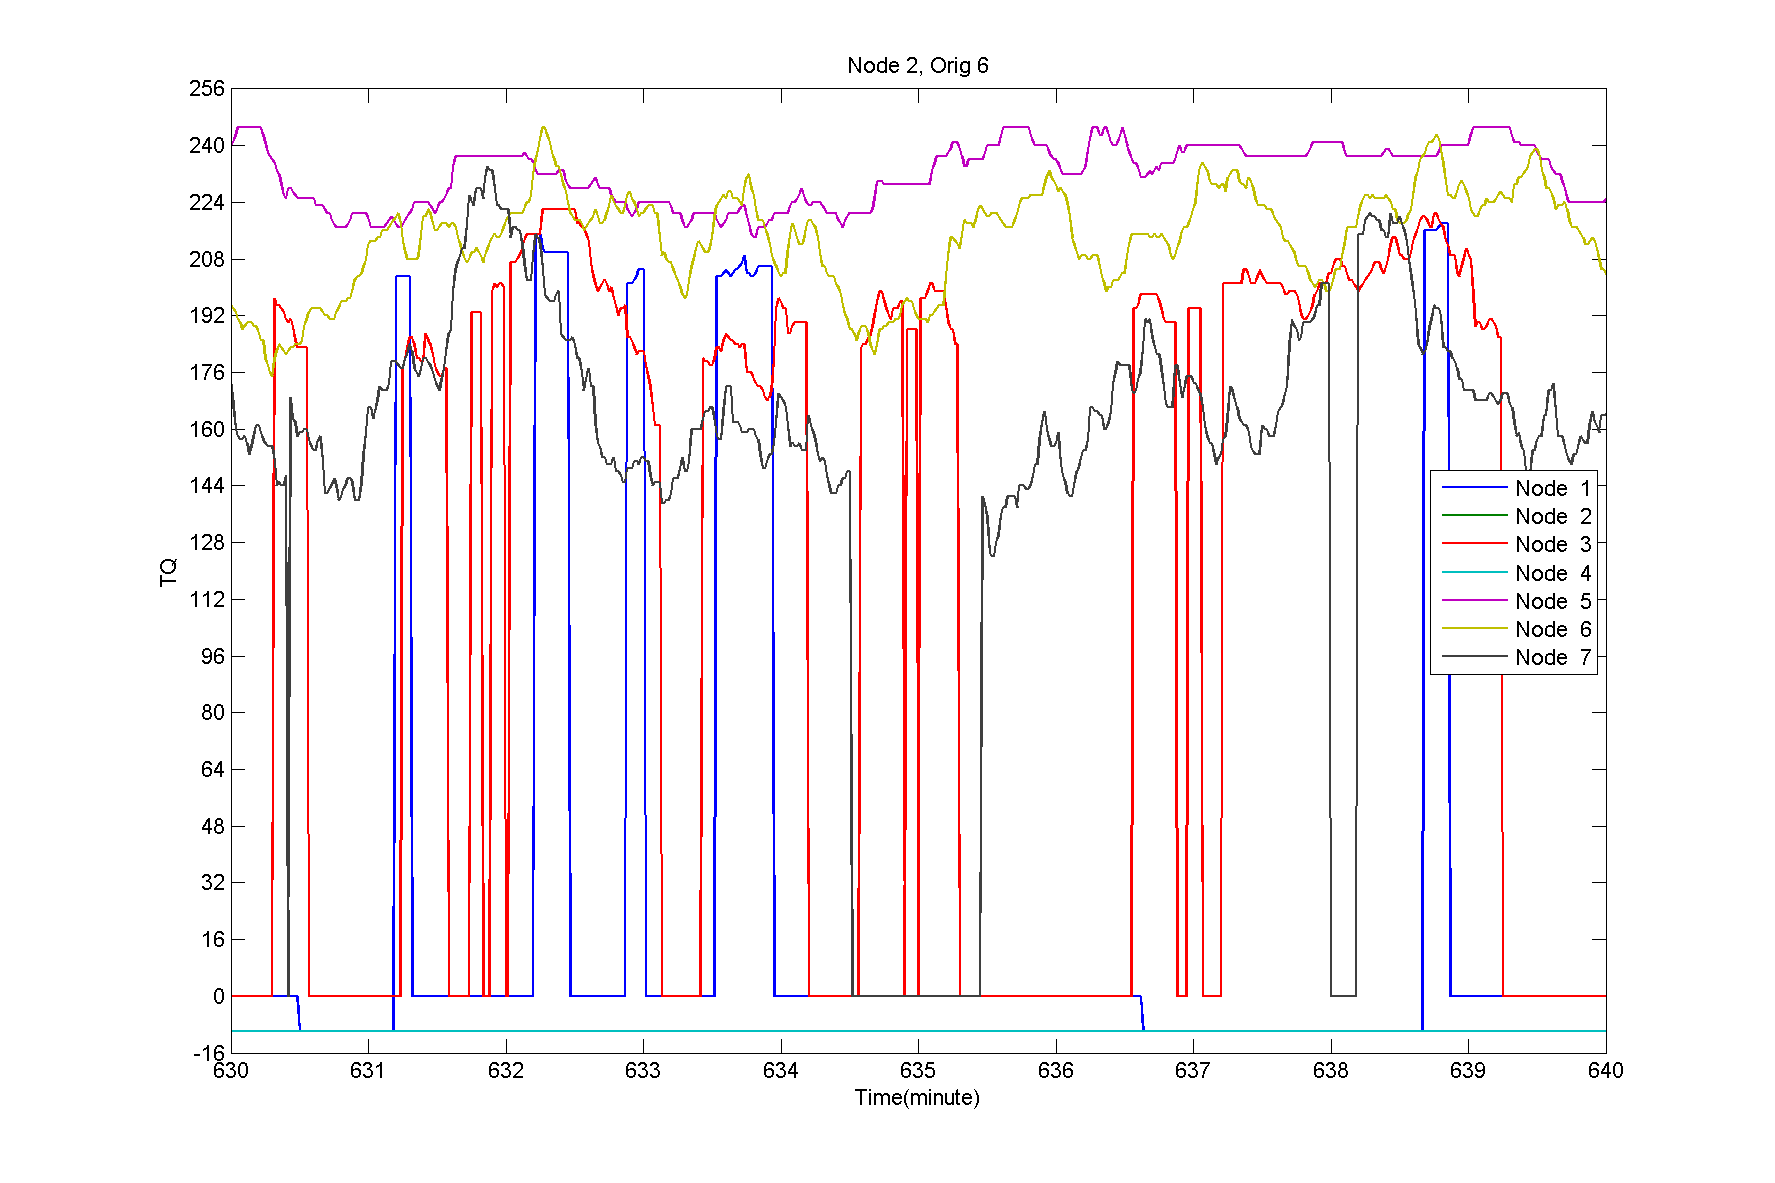 Node 2, Orig 6
256
240
224
208
192
176
160
144
128
112
96
80
64
48
32
16
0
-16
TQ
Node 1
Node 2
Node 3
Node 4
Node 5
Node 6
Node 7
630 631 632 633 634 635 636 637 638 639 640
Time(minute)